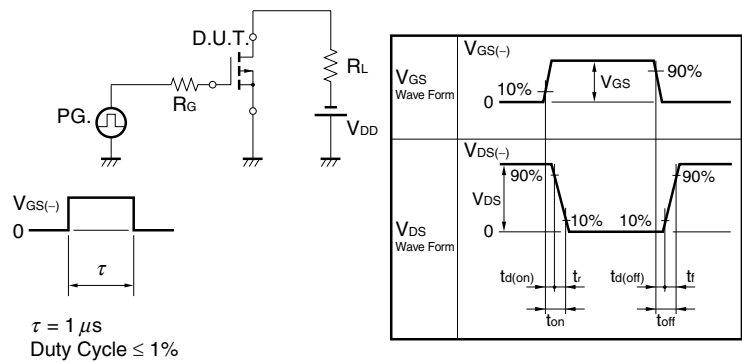 D.U.T.
RL
RG
PG.
VDD
VGS(−)
0
τ
τ = 1 μs
Duty Cycle ≤ 1%
VGS
Wave Form
VGS(−)
10%
VGS
90%
0
VDS
Wave Form
VDS(−)
90%
90%
VDS
10%
10%
0
td(on)
tr
td(off)
tf
ton
toff